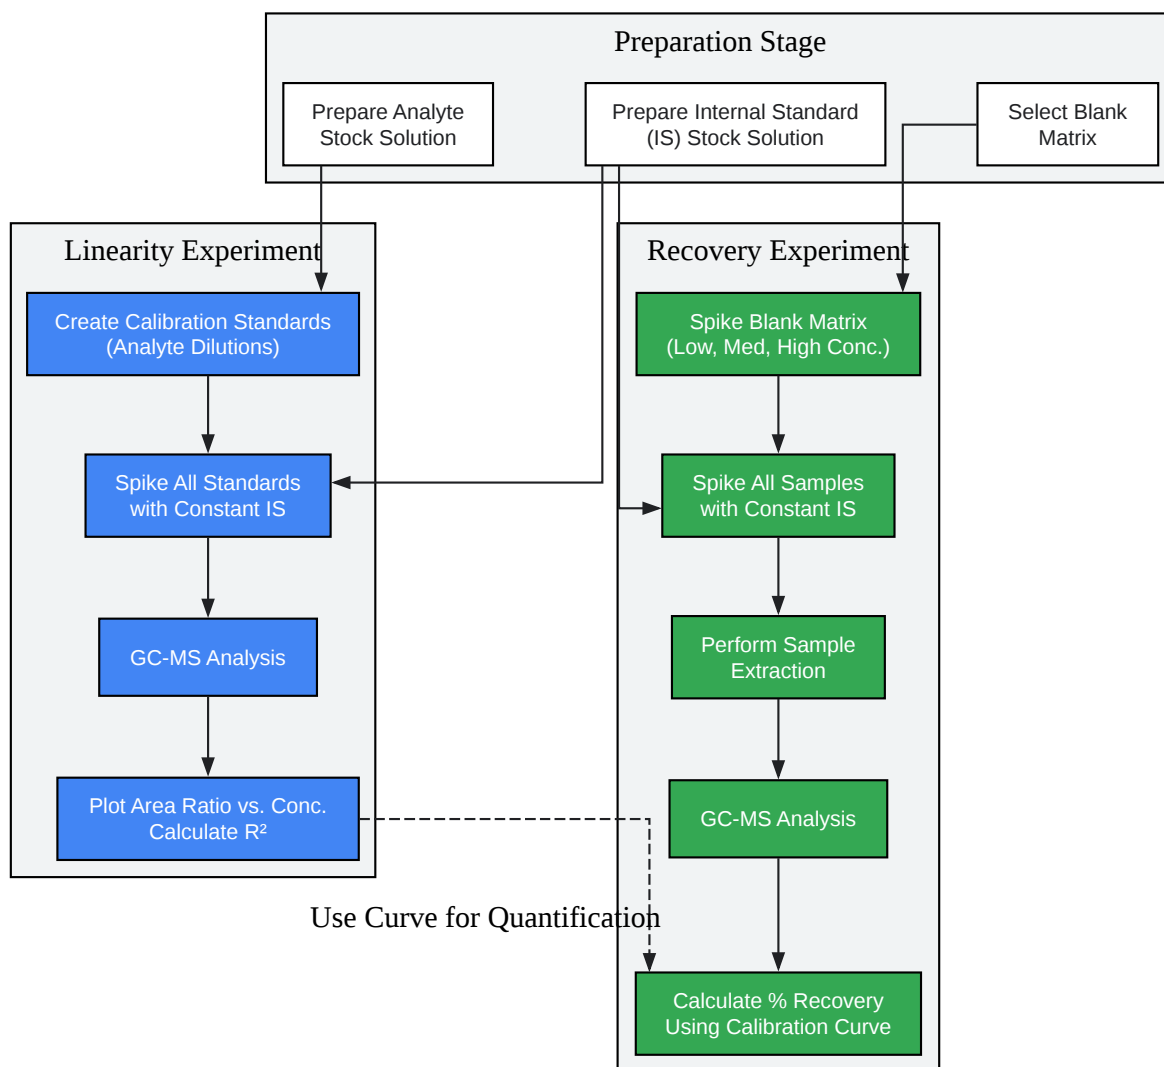 Preparation Stage
Prepare Analyte
Stock Solution
Prepare Internal Standard
(IS) Stock Solution
Select Blank
Matrix
Linearity Experiment
Create Calibration Standards
(Analyte Dilutions)
Spike All Standards
with Constant IS
GC-MS Analysis
Plot Area Ratio vs. Conc.
Calculate R²
Use Curve for Quantification
Recovery Experiment
Spike Blank Matrix
(Low, Med, High Conc.)
Spike All Samples
with Constant IS
Perform Sample
Extraction
GC-MS Analysis
Calculate % Recovery
Using Calibration Curve